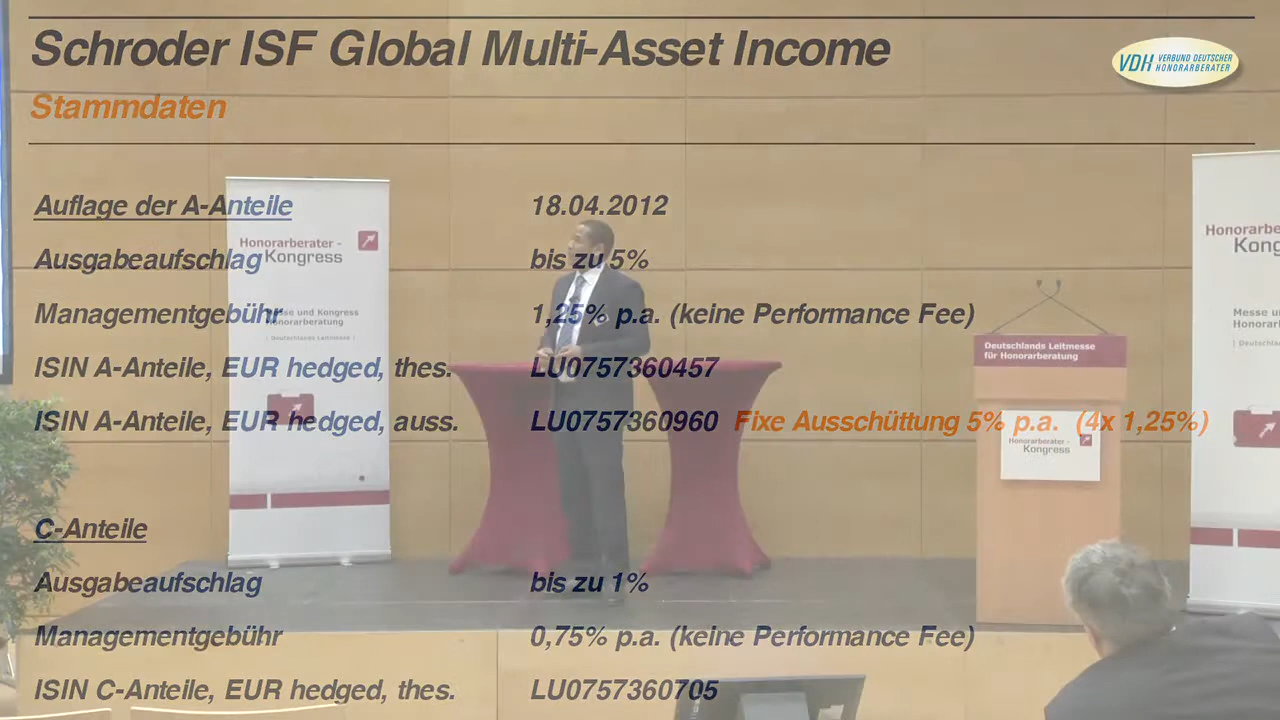 Schroder ISF Global Multi-Asset Income
VDH VERBUND DEUTSCHER
HONORARBERATER
Stammdaten
Auflage der A-Anteile 18.04.2012
Ausgabeaufschlag bis zu 5%
Managementgebühr 1,25% p.a. (keine Performance Fee)
ISIN A-Anteile, EUR hedged, thes. LU0757360457
ISIN A-Anteile, EUR hedged, auss. LU0757360960 Fixe Ausschüttung 5% p.a. (4x 1,25%)
C-Anteile
Ausgabeaufschlag bis zu 1%
Managementgebühr 0,75% p.a. (keine Performance Fee)
ISIN C-Anteile, EUR hedged, thes. LU0757360705
Honorarberater -
Kongress
Messe und Kongress
Honorarberatung
[ Deutschlands Leitmesse ]
Deutschlands Leitmesse
für Honorarberatung
Honorarberater -
Kongress